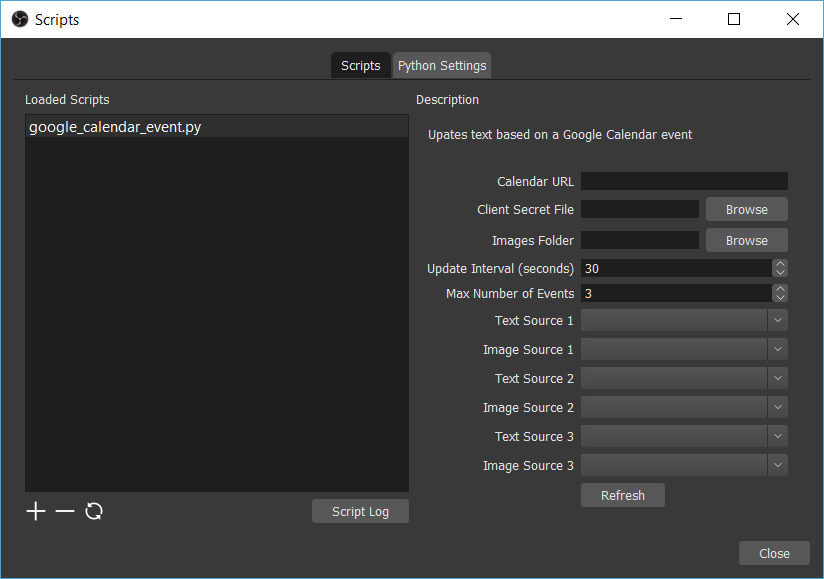 Scripts
Scripts
Python Settings
Loaded Scripts
google_calendar_event.py
Script Log
Description
Upates text based on a Google Calendar event
Calendar URL
Client Secret File
Browse
Images Folder
Browse
Update Interval (seconds) 30
Max Number of Events 3
Text Source 1
Image Source 1
Text Source 2
Image Source 2
Text Source 3
Image Source 3
Refresh
Close